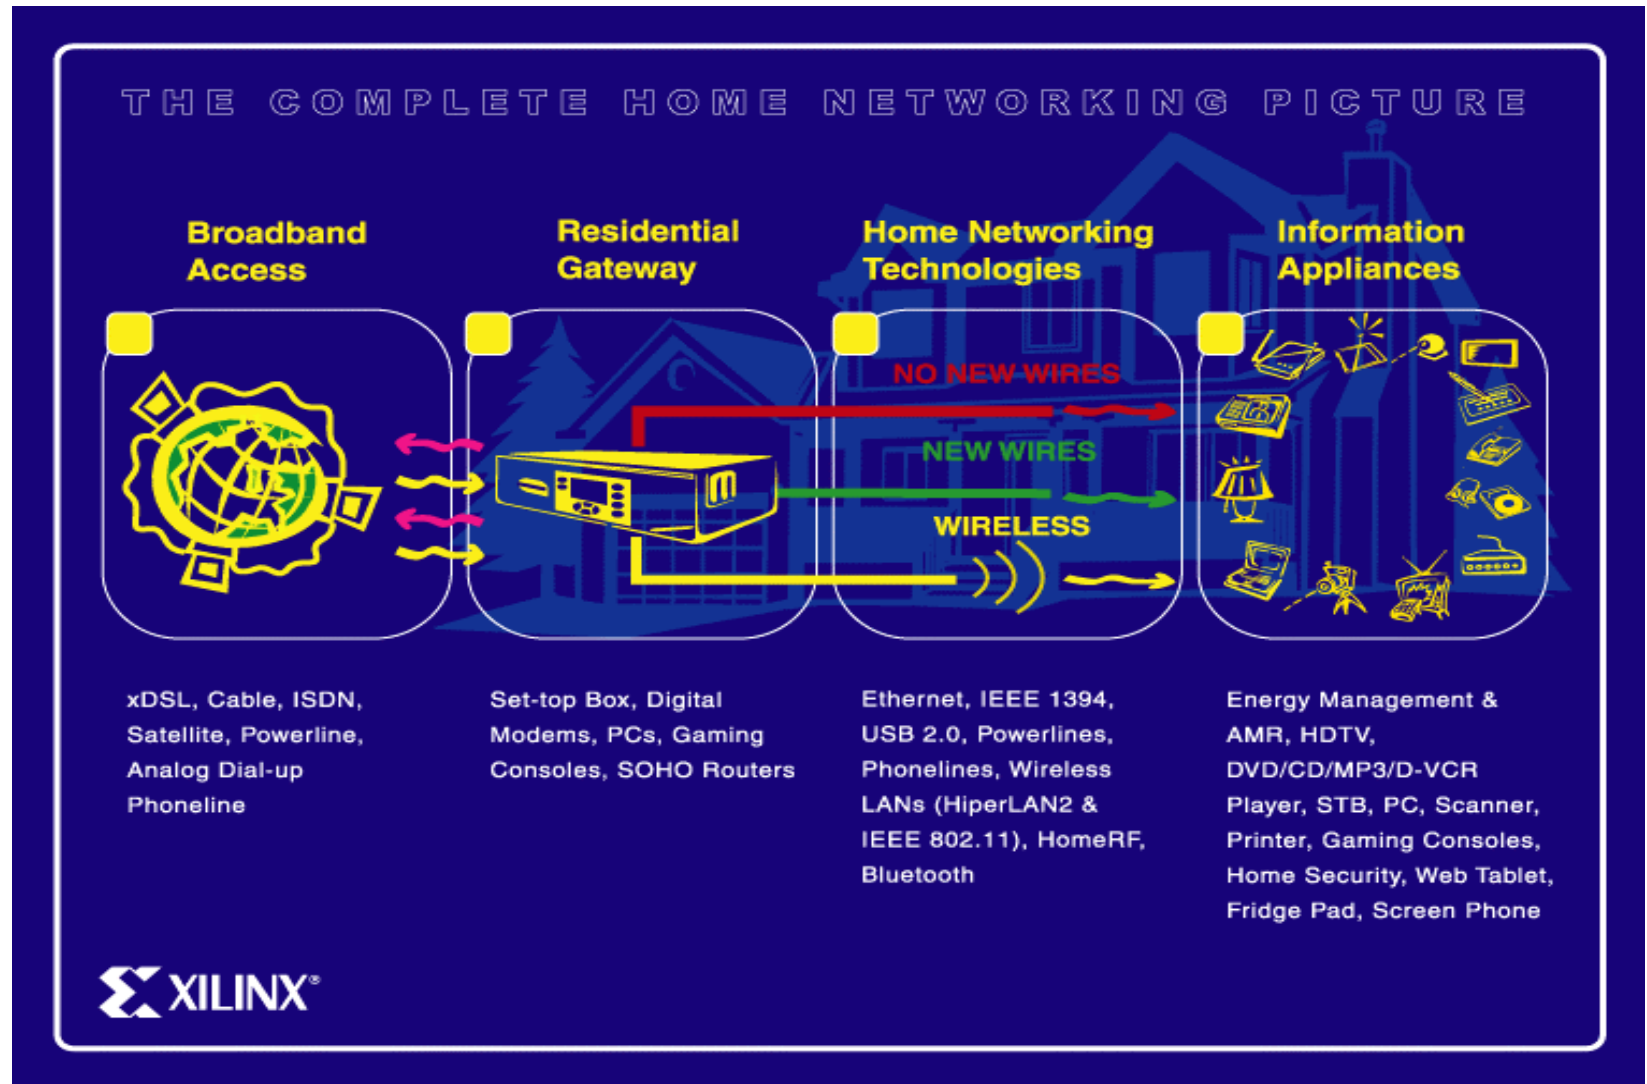 THE COMPLETE HOME NETWORKING PICTURE
Broadband
Access
Residential
Gateway
Home Networking
Technologies
Information
Appliances
NO NEW WIRES
NEW WIRES
WIRELESS
xDSL, Cable, ISDN,
Satellite, Powerline,
Analog Dial-up
Phoneline
Set-top Box, Digital
Modems, PCs, Gaming
Consoles, SOHO Routers
Ethernet, IEEE 1394,
USB 2.0, Powerlines,
Phonelines, Wireless
LANs (HiperLAN2 &
IEEE 802.11), HomeRF,
Bluetooth
Energy Management &
AMR, HDTV,
DVD/CD/MP3/D-VCR
Player, STB, PC, Scanner,
Printer, Gaming Consoles,
Home Security, Web Tablet,
Fridge Pad, Screen Phone
XILINX®